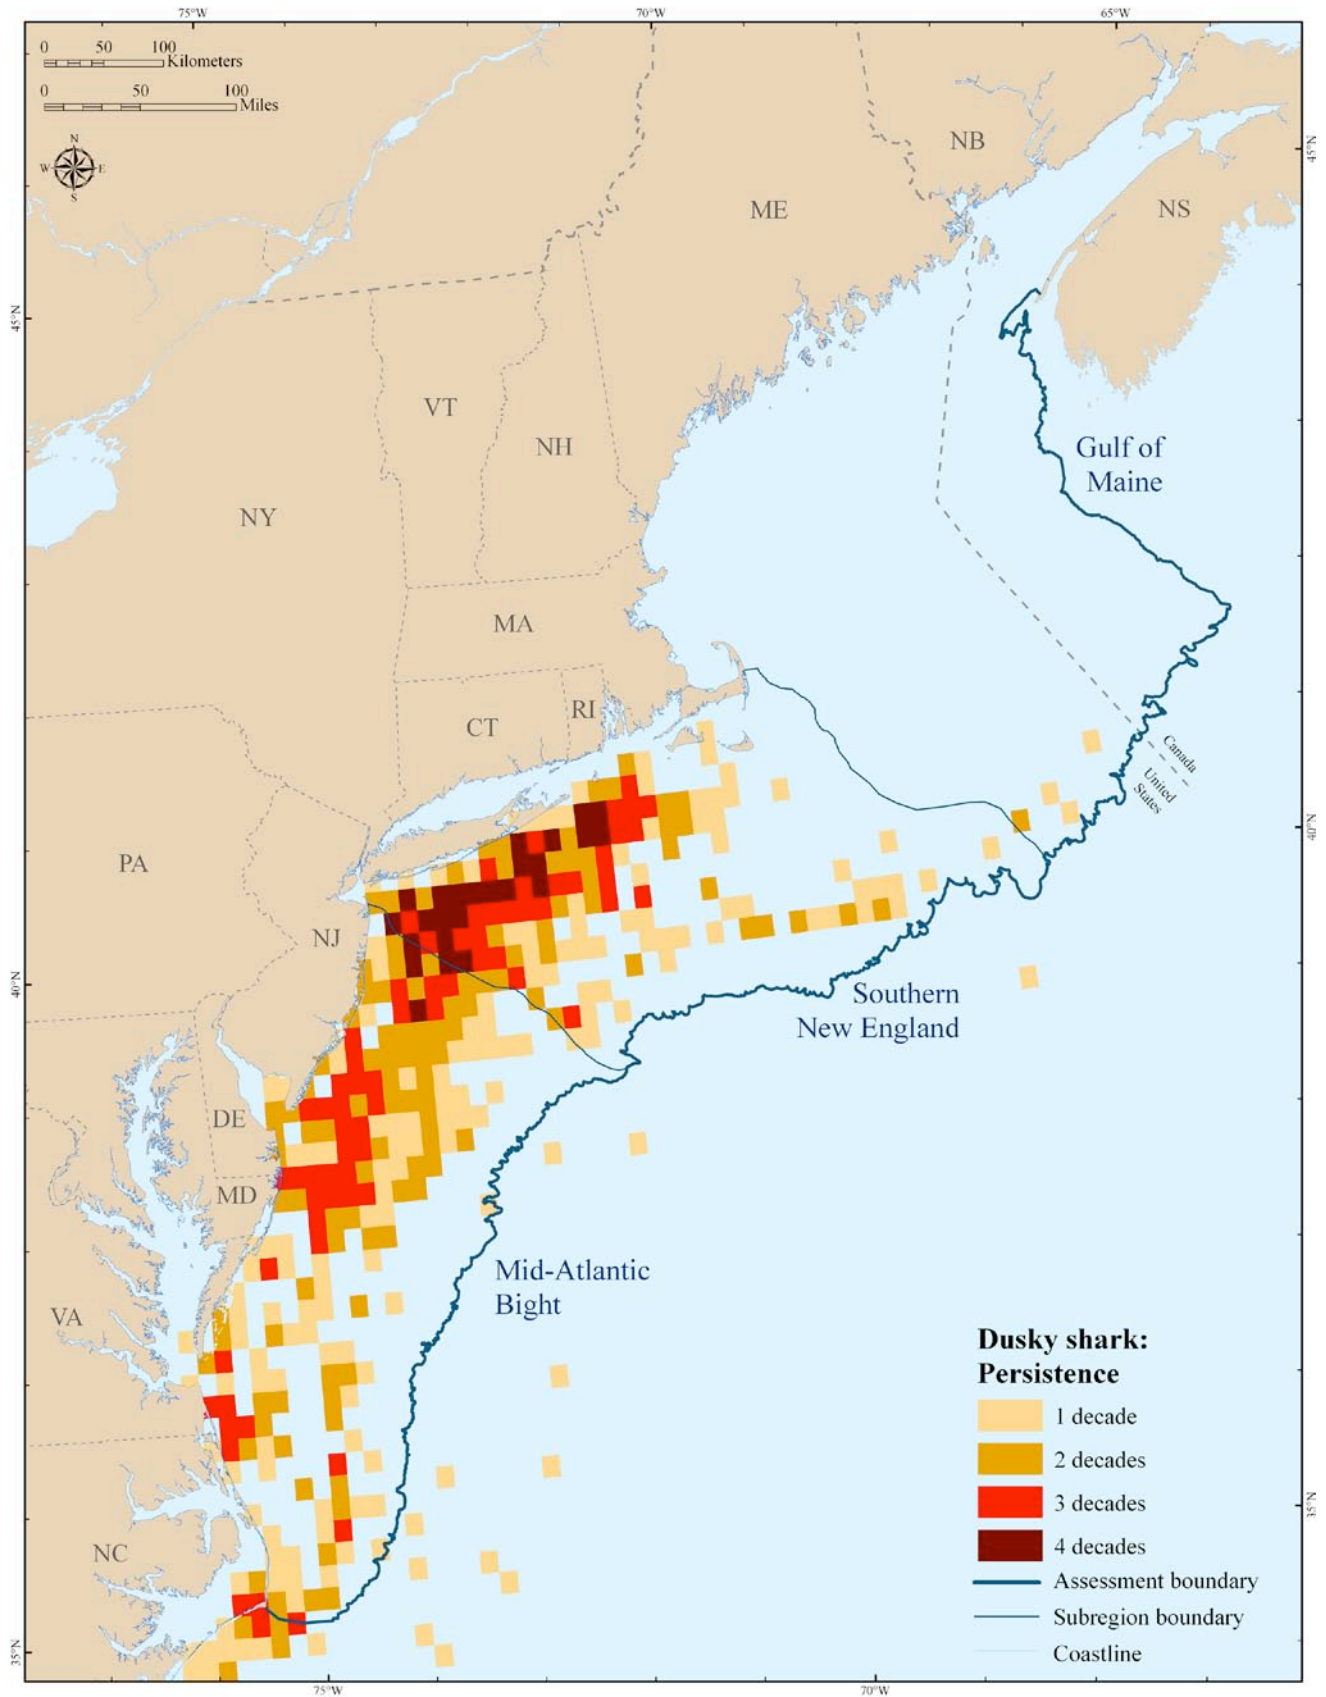 75°W 70°W 65°W
0 50 100
Kilometers
0 50 100
Miles
N
W E
S
NB
45°N
ME
NS
45°N
VT
NH
Gulf of
Maine
NY
MA
CT
RI
Canada
United
States
40°N
PA
NJ
40°N
Southern
New England
DE
MD
Mid-Atlantic
Bight
VA
Dusky shark:
Persistence
1 decade
2 decades
3 decades
4 decades
Assessment boundary
Subregion boundary
Coastline
35°N
NC
35°N
75°W 70°W